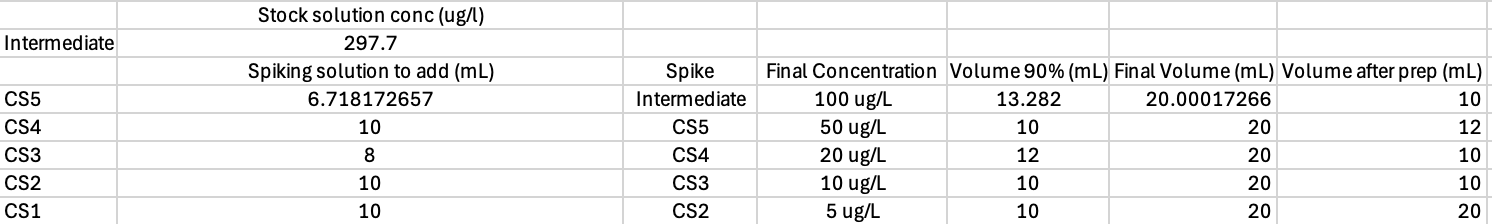 Stock solution conc (ug/l)
Intermediate 297.7
Spiking solution to add (mL) Spike Final Concentration Volume 90% (mL) Final Volume (mL) Volume after prep (mL)
CS5 6.718172657 Intermediate 100 ug/L 13.282 20.00017266 10
CS4 10 CS5 50 ug/L 10 20 12
CS3 8 CS4 20 ug/L 12 20 10
CS2 10 CS3 10 ug/L 10 20 10
CS1 10 CS2 5 ug/L 10 20 20